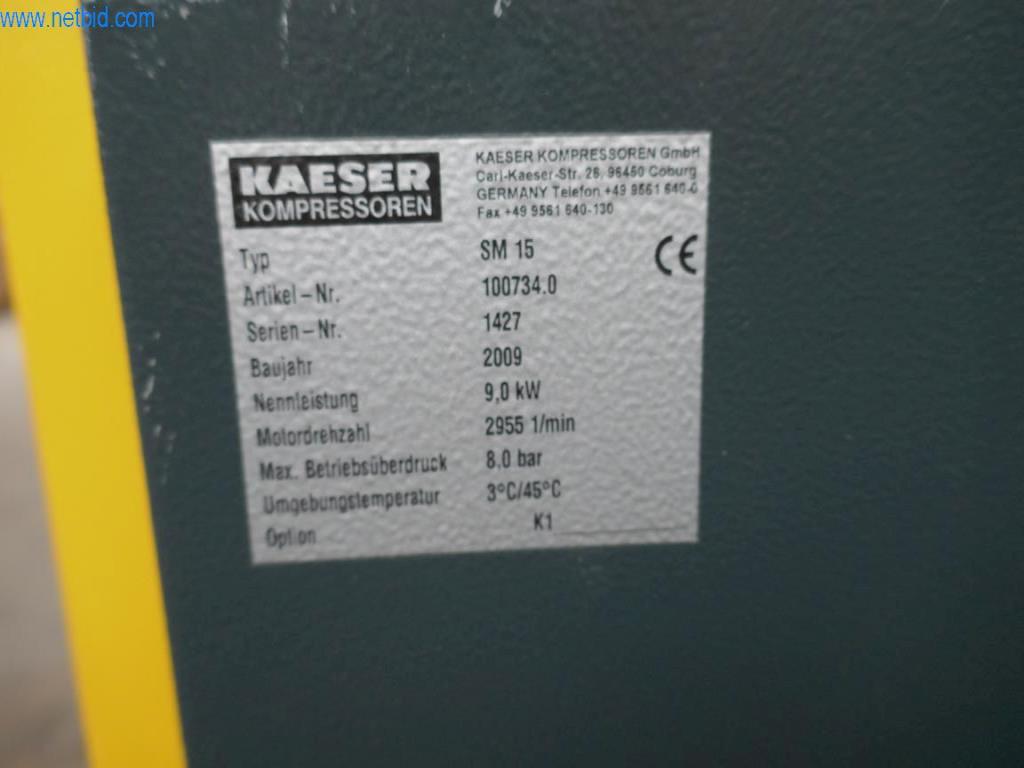 www.netbid.com
KAESER
KOMPRESSOREN
KAESER KOMPRESSOREN GmbH
Carl-Kaeser-Str. 26, 96450 Coburg
GERMANY Telefon +49 9561 640-0
Fax +49 9561 640-130
CE
Typ SM 15
Artikel-Nr. 100734.0
Serien-Nr. 1427
Baujahr 2009
Nennleistung 9,0 kW
Motordrehzahl 2955 1/min
Max. Betriebsüberdruck 8.0 bar
Umgebungstemperatur 3°C/45°C
Option K1